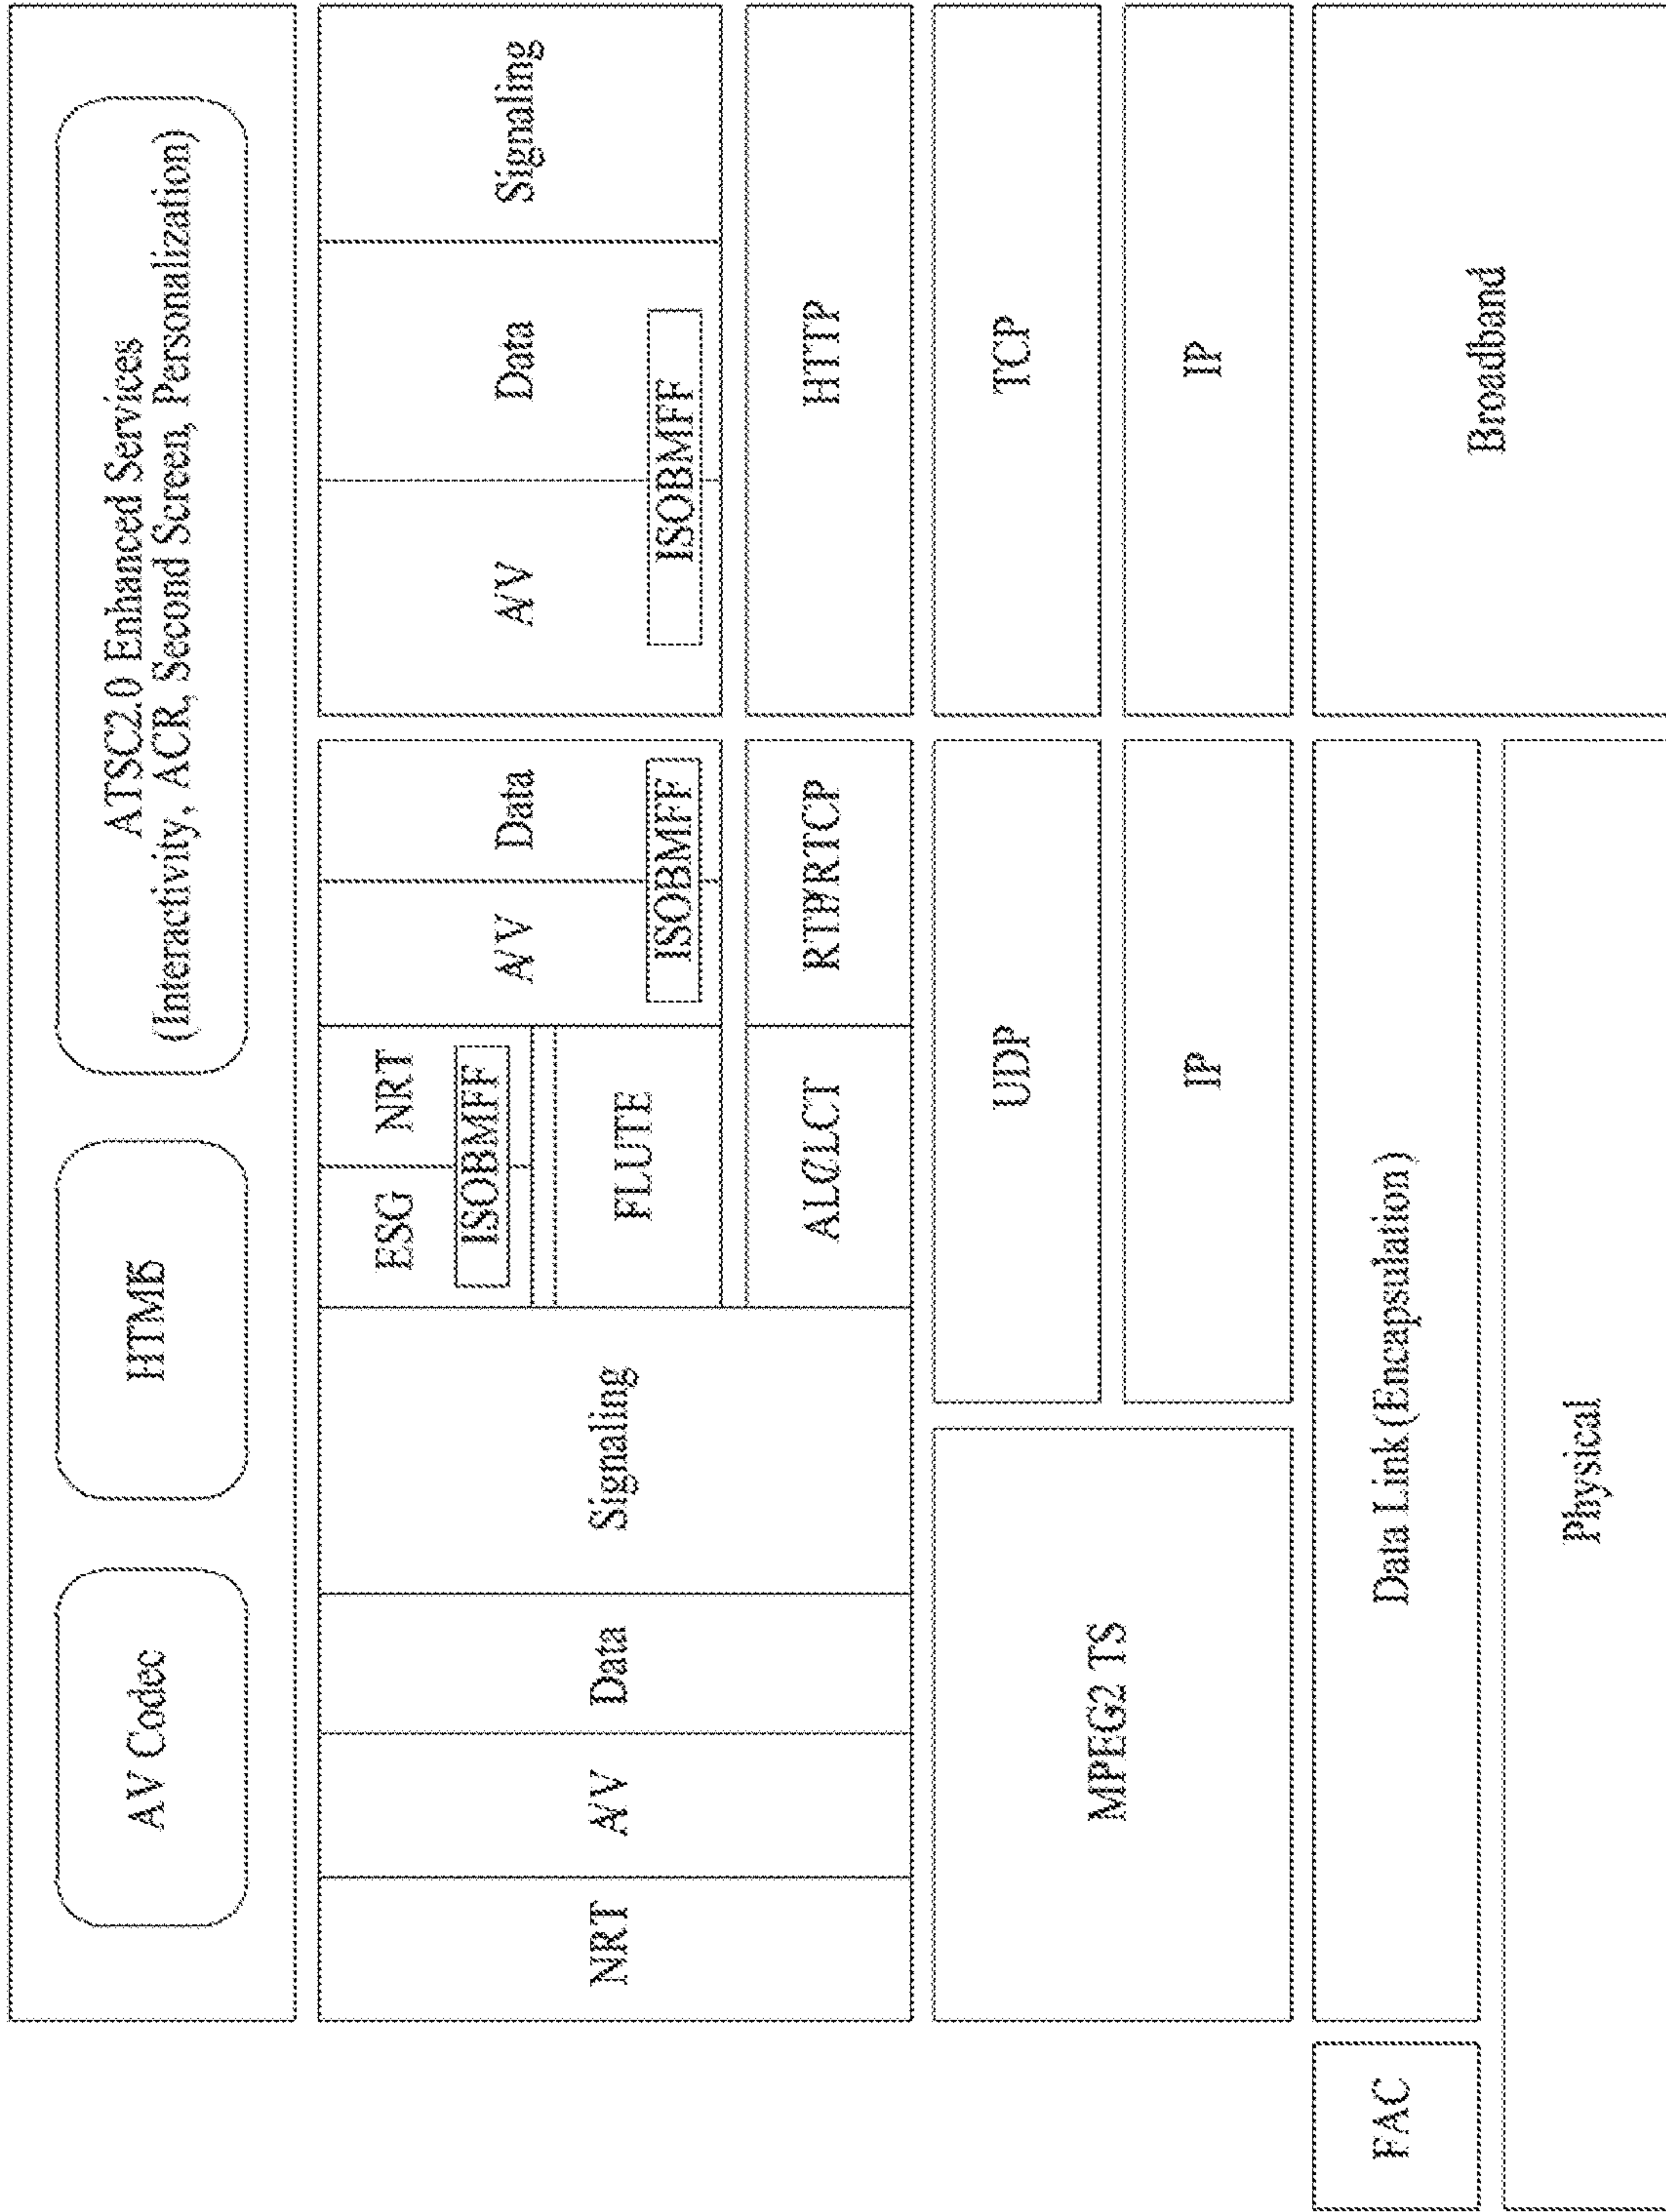 AV Codec
HTML5
ATSC2.0 Enhanced Services
(Interactivity, ACR, Second Screen, Personalization)
NRT
A/V
Data
Signaling
ESG
NRT
ISOBMFF
FLUTE
A/V
Data
ISOBMFF
A/V
Data
Signaling
ISOBMFF
ALC/LCT
RTP/RTCP
HTTP
MPEG2 TS
UDP
TCP
IP
IP
FAC
Data Link (Encapsulation)
Broadband
Physical